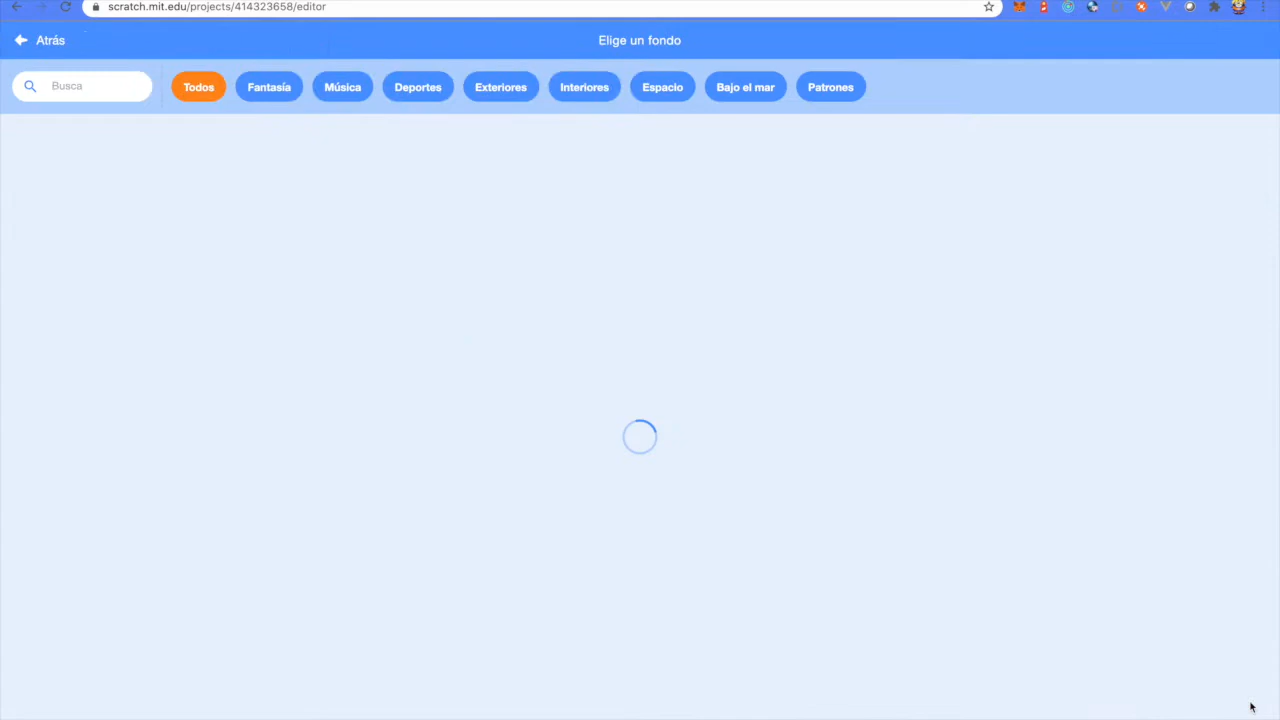 scratch.mit.edu/projects/414323658/editor
Atrás
Elige un fondo
Busca
Todos
Fantasía
Música
Deportes
Exteriores
Interiores
Espacio
Bajo el mar
Patrones